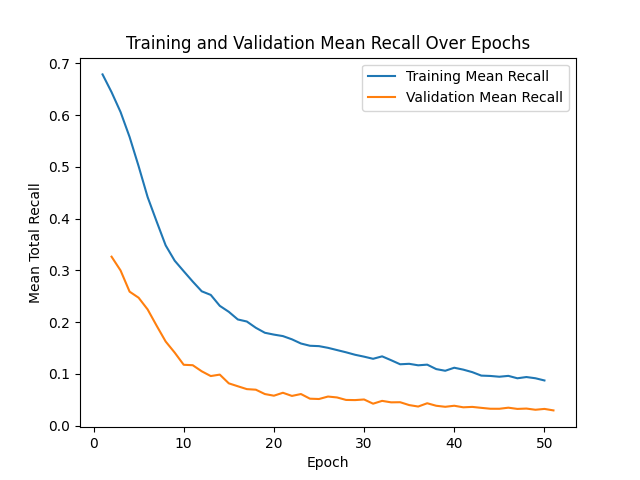 Training and Validation Mean Recall Over Epochs
Training Mean Recall
Validation Mean Recall
Mean Total Recall
0.7
0.6
0.5
0.4
0.3
0.2
0.1
0.0
0 10 20 30 40 50
Epoch